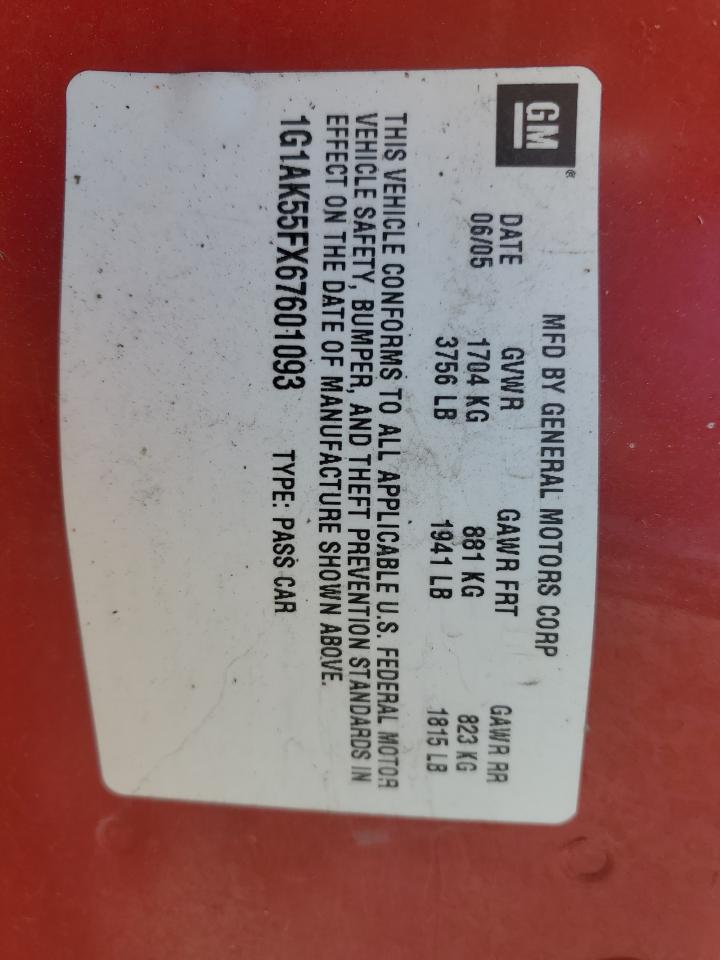 GM®
MFD BY GENERAL MOTORS CORP
DATE GVWR GAWR FRT GAWR RR
06/05 1704 KG 881 KG 823 KG
3756 LB 1941 LB 1815 LB
THIS VEHICLE CONFORMS TO ALL APPLICABLE U.S. FEDERAL MOTOR
VEHICLE SAFETY, BUMPER, AND THEFT PREVENTION STANDARDS IN
EFFECT ON THE DATE OF MANUFACTURE SHOWN ABOVE.
1G1AK55FX67601093 TYPE: PASS CAR